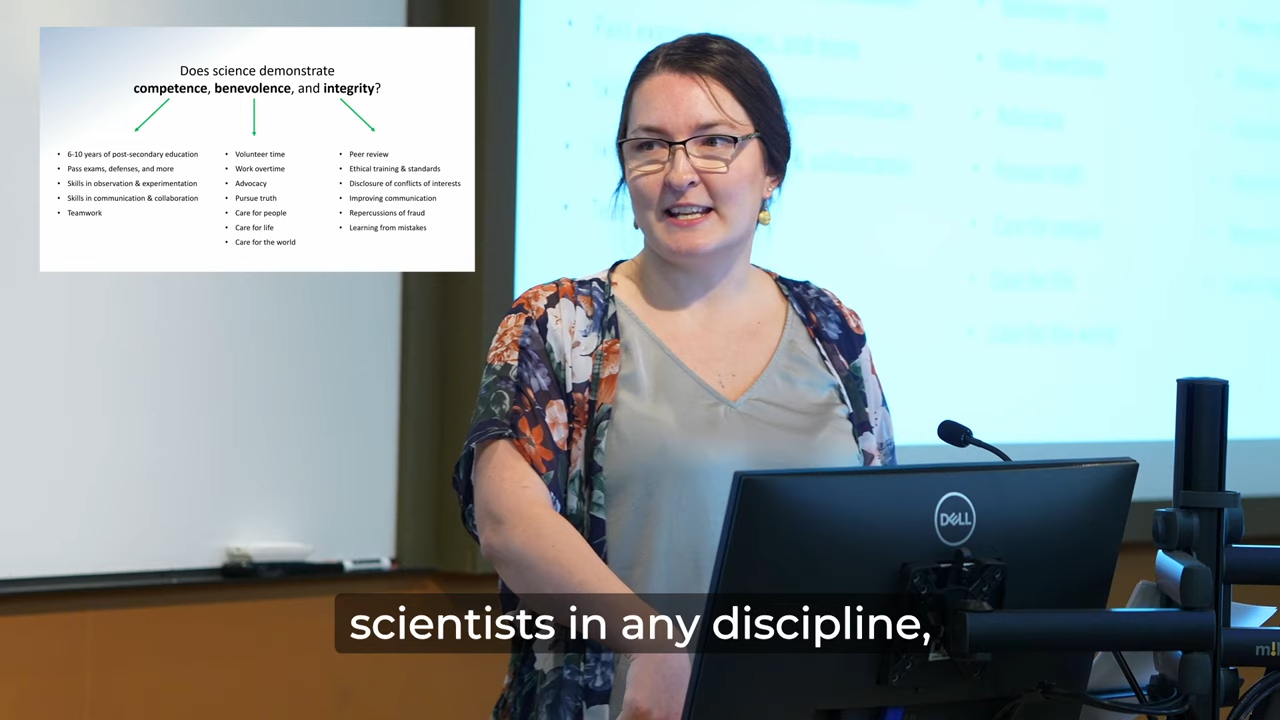 Does science demonstrate
competence, benevolence, and integrity?
• 6-10 years of post-secondary education
• Pass exams, defenses, and more
• Skills in observation & experimentation
• Skills in communication & collaboration
• Teamwork
• Volunteer time
• Work overtime
• Advocacy
• Pursue truth
• Care for people
• Care for life
• Care for the world
• Peer review
• Ethical training & standards
• Disclosure of conflicts of interests
• Improving communication
• Repercussions of fraud
• Learning from mistakes
DELL
scientists in any discipline,